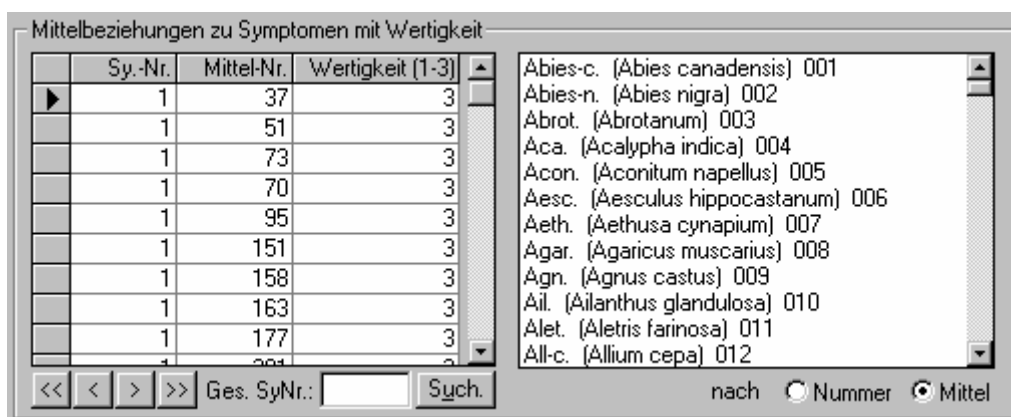 Mittelbeziehungen zu Symptomen mit Wertigkeit
Sy.-Nr. Mittel-Nr. Wertigkeit (1-3)
1 37 3
1 51 3
1 73 3
1 70 3
1 95 3
1 151 3
1 158 3
1 163 3
1 177 3
<< < > >> Ges. SyNr.: Such.
Abies-c. (Abies canadensis) 001
Abies-n. (Abies nigra) 002
Abrot. (Abrotanum) 003
Aca. (Acalypha indica) 004
Acon. (Aconitum napellus) 005
Aesc. (Aesculus hippocastanum) 006
Aeth. (Aethusa cynapium) 007
Agar. (Agaricus muscarius) 008
Agn. (Agnus castus) 009
Ail. (Ailanthus glandulosa) 010
Alet. (Aletris farinosa) 011
All-c. (Allium cepa) 012
nach Nummer Mittel